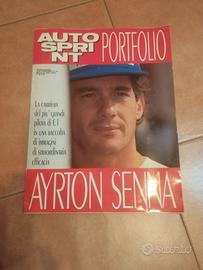 AUTO
SPRI
NT
PORTFOLIO
La carriera
del più grande
pilota di F.1
in una raccolta
di immagini
di straordinaria
efficacia
AYRTON SENNA
Subito